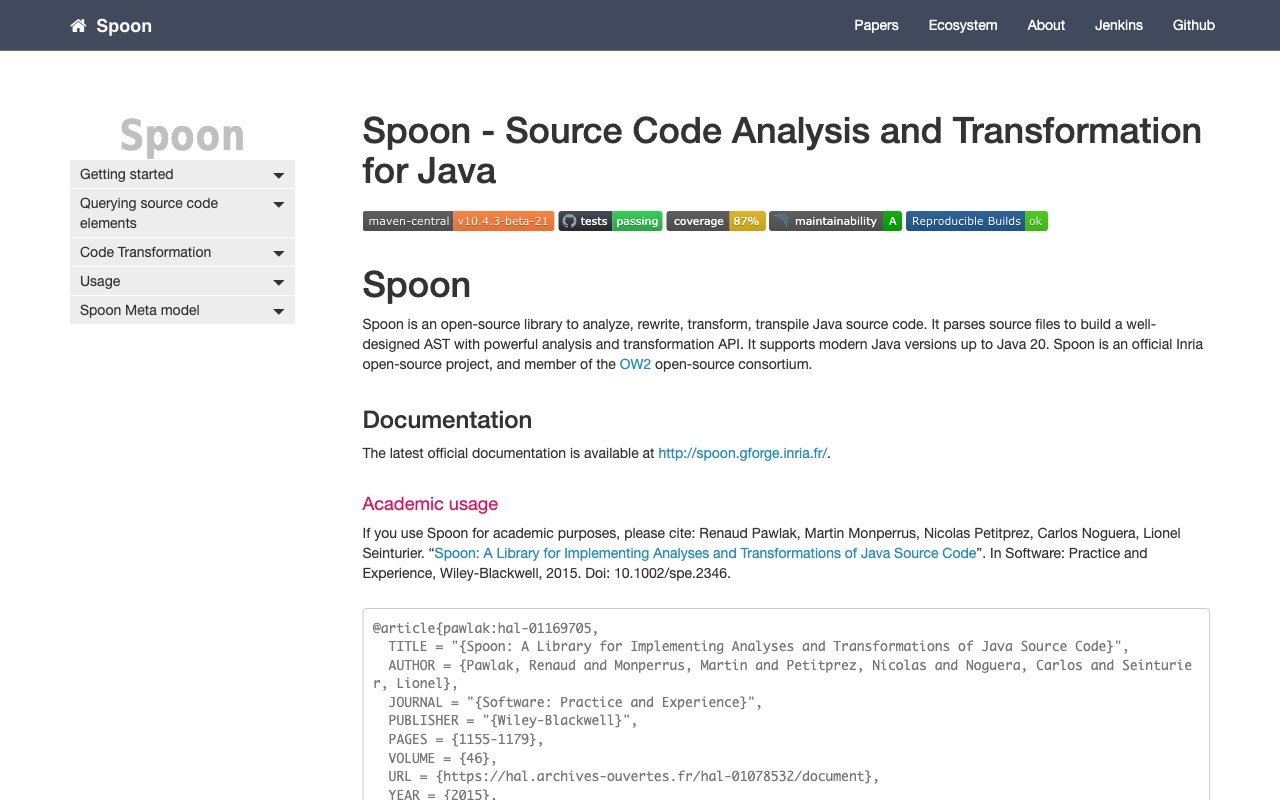 Spoon
Papers Ecosystem About Jenkins Github
Spoon
Getting started
Querying source code
elements
Code Transformation
Usage
Spoon Meta model
Spoon - Source Code Analysis and Transformation
for Java
maven-central v10.4.3-beta-21 tests passing coverage 87% maintainability A Reproducible Builds ok
Spoon
Spoon is an open-source library to analyze, rewrite, transform, transpile Java source code. It parses source files to build a well-
designed AST with powerful analysis and transformation API. It supports modern Java versions up to Java 20. Spoon is an official Inria
open-source project, and member of the OW2 open-source consortium.
Documentation
The latest official documentation is available at http://spoon.gforge.inria.fr/.
Academic usage
If you use Spoon for academic purposes, please cite: Renaud Pawlak, Martin Monperrus, Nicolas Petitprez, Carlos Noguera, Lionel
Seinturier. “Spoon: A Library for Implementing Analyses and Transformations of Java Source Code”. In Software: Practice and
Experience, Wiley-Blackwell, 2015. Doi: 10.1002/spe.2346.
@article{pawlak:hal-01169705,
TITLE = "{Spoon: A Library for Implementing Analyses and Transformations of Java Source Code}",
AUTHOR = {Pawlak, Renaud and Monperrus, Martin and Petitprez, Nicolas and Noguera, Carlos and Seinturie
r, Lionel},
JOURNAL = "{Software: Practice and Experience}",
PUBLISHER = "{Wiley-Blackwell}",
PAGES = {1155-1179},
VOLUME = {46},
URL = {https://hal.archives-ouvertes.fr/hal-01078532/document},
YEAR = {2015},